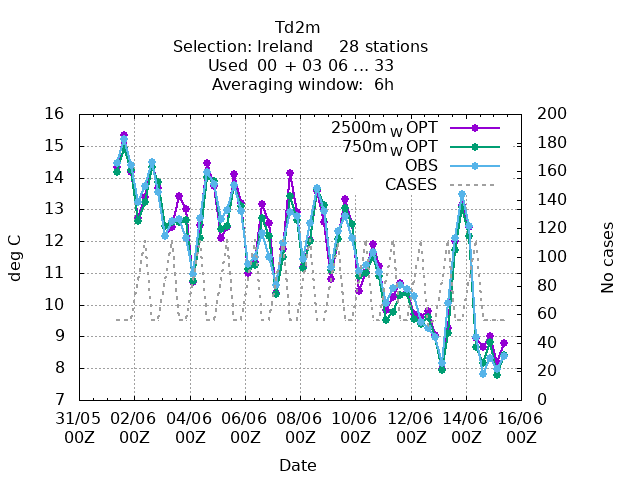 Td2m
Selection: Ireland 28 stations
Used 00 + 03 06 ... 33
Averaging window: 6h
2500m W OPT
750m W OPT
OBS
CASES
16
15
14
13
12
11
10
9
8
7
deg C
200
180
160
140
120
100
80
60
40
20
0
No cases
31/05 02/06 04/06 06/06 08/06 10/06 12/06 14/06 16/06
00Z 00Z 00Z 00Z 00Z 00Z 00Z 00Z 00Z
Date